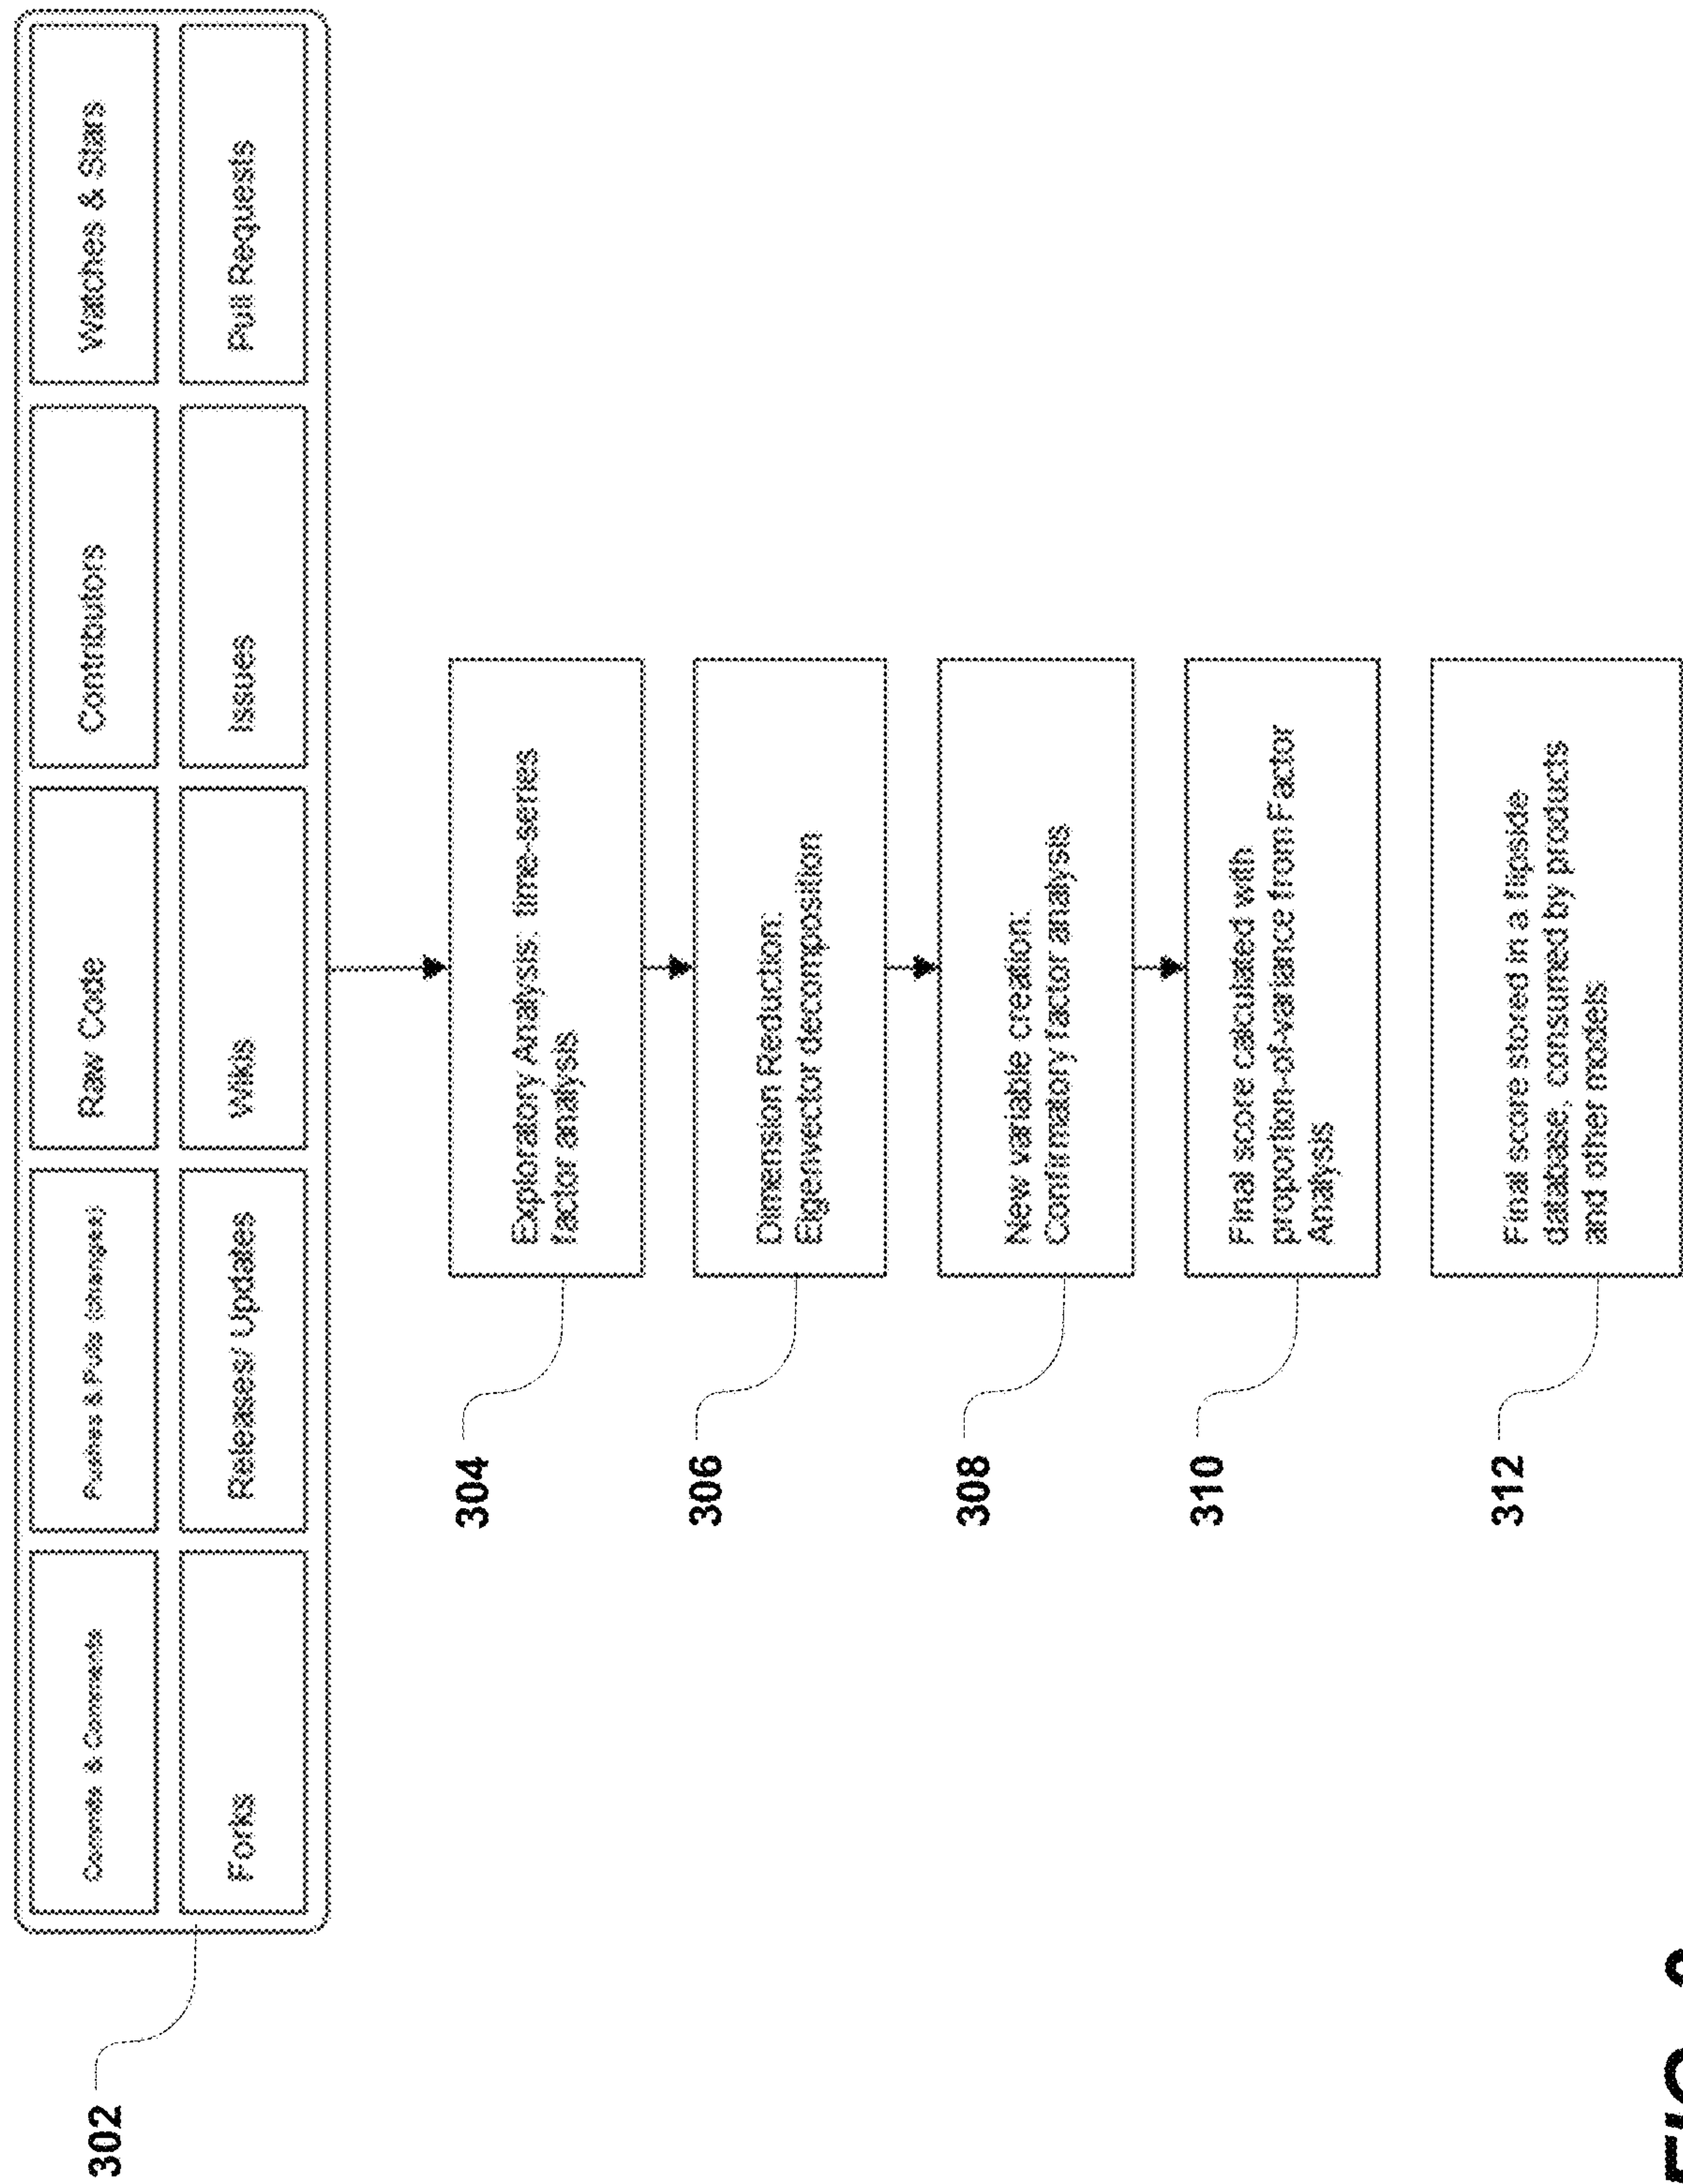 302
Commits & Comments
Pushes & Pulls (changes)
Raw Code
Contributors
Watches & Stars
Forks
Releases/ Updates
Wikis
Issues
Pull Requests
304
Exploratory Analysis: time-series
factor analysis
306
Dimension Reduction:
Eigenvector decomposition
308
New variable creation:
Confirmatory factor analysis
310
Final score calculated with
proportion-of-variance from Factor
Analysis
312
Final score stored in a flipside
database, consumed by products
and other models
FIG.